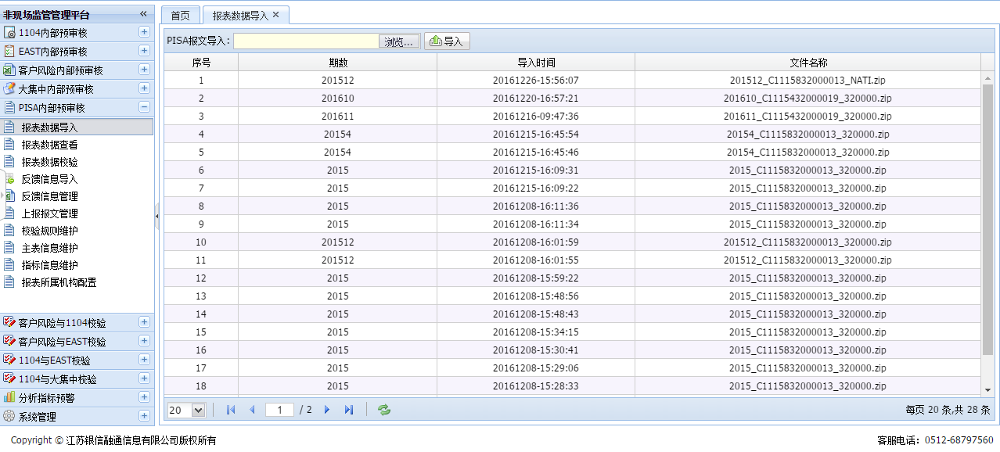 非现场监管管理平台
1104内部预审核
EAST内部预审核
客户风险内部预审核
大集中内部预审核
PISA内部预审核
报表数据导入
报表数据查看
报表数据校验
反馈信息导入
反馈信息管理
上报报文管理
校验规则维护
主表信息维护
指标信息维护
报表所属机构配置
客户风险与1104校验
客户风险与EAST校验
1104与EAST校验
1104与大集中校验
分析指标预警
系统管理
首页 报表数据导入
PISA报文导入: 浏览... 导入
序号 期数 导入时间 文件名称
1 201512 20161226-15:56:07 201512_C1115832000013_NATI.zip
2 201610 20161220-16:57:21 201610_C1115432000019_320000.zip
3 201611 20161216-09:47:36 201611_C1115432000019_320000.zip
4 20154 20161215-16:45:54 20154_C1115832000013_320000.zip
5 20154 20161215-16:45:46 20154_C1115832000013_320000.zip
6 2015 20161215-16:09:31 2015_C1115832000013_320000.zip
7 2015 20161215-16:09:22 2015_C1115832000013_320000.zip
8 2015 20161208-16:11:36 2015_C1115832000013_320000.zip
9 2015 20161208-16:11:34 2015_C1115832000013_320000.zip
10 201512 20161208-16:01:59 201512_C1115832000013_320000.zip
11 201512 20161208-16:01:55 201512_C1115832000013_320000.zip
12 2015 20161208-15:59:22 2015_C1115832000013_320000.zip
13 2015 20161208-15:48:56 2015_C1115832000013_320000.zip
14 2015 20161208-15:48:43 2015_C1115832000013_320000.zip
15 2015 20161208-15:34:15 2015_C1115832000013_320000.zip
16 2015 20161208-15:30:41 2015_C1115832000013_320000.zip
17 2015 20161208-15:29:06 2015_C1115832000013_320000.zip
18 2015 20161208-15:28:33 2015_C1115832000013_320000.zip
20 1 / 2 每页 20 条,共 28 条
Copyright © 江苏银信融通信息有限公司版权所有 客服电话：0512-68797560